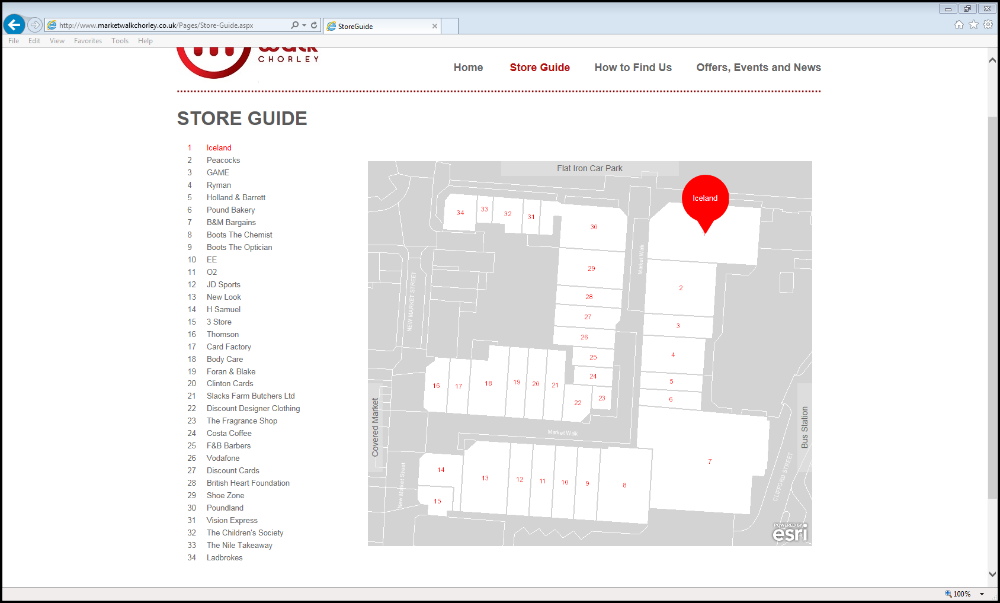 http://www.marketwalkchorley.co.uk/Pages/Store-Guide.aspx
StoreGuide
File Edit View Favorites Tools Help
CHORLEY
Home Store Guide How to Find Us Offers, Events and News
STORE GUIDE
1 Iceland
2 Peacocks
3 GAME
4 Ryman
5 Holland & Barrett
6 Pound Bakery
7 B&M Bargains
8 Boots The Chemist
9 Boots The Optician
10 EE
11 O2
12 JD Sports
13 New Look
14 H Samuel
15 3 Store
16 Thomson
17 Card Factory
18 Body Care
19 Foran & Blake
20 Clinton Cards
21 Slacks Farm Butchers Ltd
22 Discount Designer Clothing
23 The Fragrance Shop
24 Costa Coffee
25 F&B Barbers
26 Vodafone
27 Discount Cards
28 British Heart Foundation
29 Shoe Zone
30 Poundland
31 Vision Express
32 The Children's Society
33 The Nile Takeaway
34 Ladbrokes
Flat Iron Car Park
Iceland
34 33 32 31
30
1
Market Walk
29
2
28
NEW MARKET STREET
27
3
26
25
4
24
5
16 17 18 19 20 21
23
6
22
Covered Market
Bus Station
Market Walk
7
14
13 12 11 10 9 8
15
New Market Street
CLIFFORD STREET
POWERED BY
esri
100%